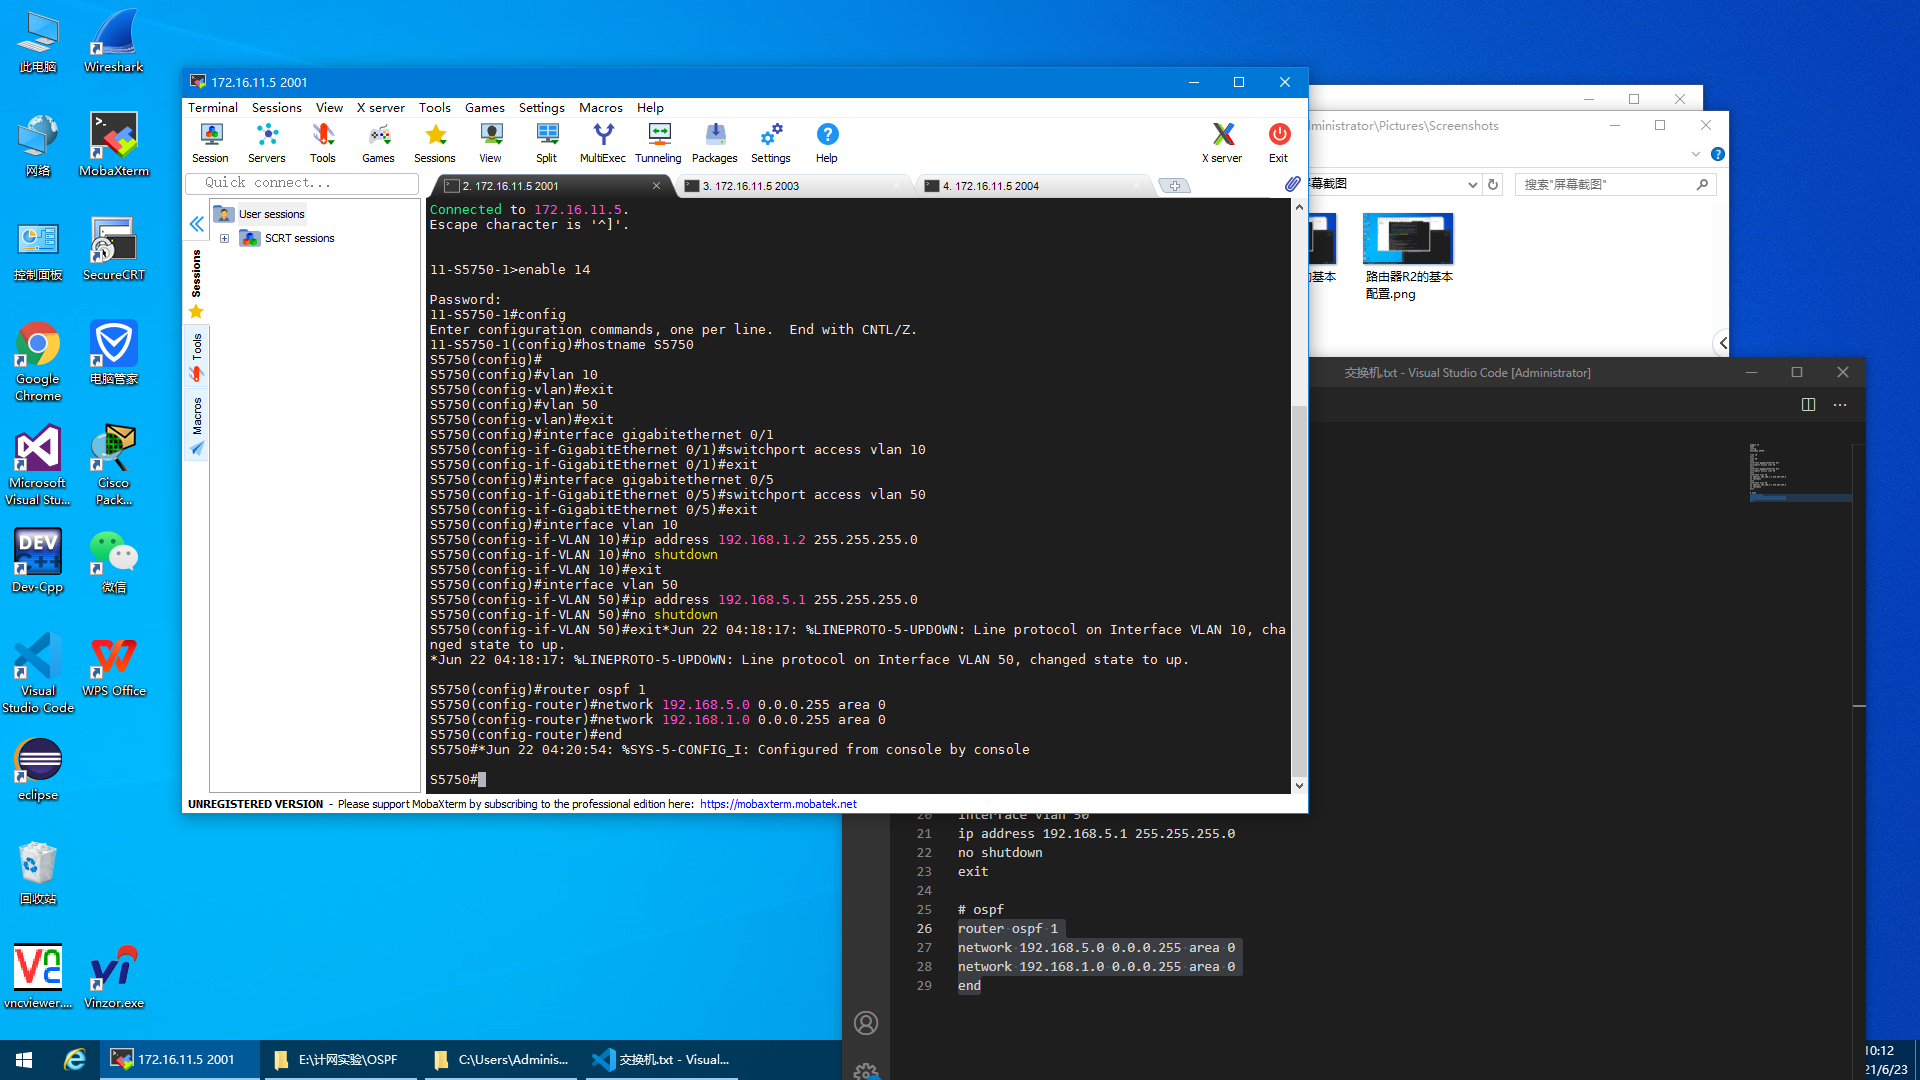 此电脑
Wireshark
网络
MobaXterm
控制面板
SecureCRT
Google Chrome
电脑管家
Microsoft Visual Stu...
Cisco Pack...
Dev-Cpp
微信
Visual Studio Code
WPS Office
eclipse
回收站
vncviewer....
Vinzor.exe
172.16.11.5 2001
Terminal Sessions View X server Tools Games Settings Macros Help
Session Servers Tools Games Sessions View Split MultiExec Tunneling Packages Settings Help X server Exit
Quick connect...
2. 172.16.11.5 2001
3. 172.16.11.5 2003
4. 172.16.11.5 2004
User sessions
SCRT sessions
Sessions
Tools
Macros
Connected to 172.16.11.5.
Escape character is '^]'.
11-S5750-1>enable 14
Password:
11-S5750-1#config
Enter configuration commands, one per line.  End with CNTL/Z.
11-S5750-1(config)#hostname S5750
S5750(config)#
S5750(config)#vlan 10
S5750(config-vlan)#exit
S5750(config)#vlan 50
S5750(config-vlan)#exit
S5750(config)#interface gigabitethernet 0/1
S5750(config-if-GigabitEthernet 0/1)#switchport access vlan 10
S5750(config-if-GigabitEthernet 0/1)#exit
S5750(config)#interface gigabitethernet 0/5
S5750(config-if-GigabitEthernet 0/5)#switchport access vlan 50
S5750(config-if-GigabitEthernet 0/5)#exit
S5750(config)#interface vlan 10
S5750(config-if-VLAN 10)#ip address 192.168.1.2 255.255.255.0
S5750(config-if-VLAN 10)#no shutdown
S5750(config-if-VLAN 10)#exit
S5750(config)#interface vlan 50
S5750(config-if-VLAN 50)#ip address 192.168.5.1 255.255.255.0
S5750(config-if-VLAN 50)#no shutdown
S5750(config-if-VLAN 50)#exit*Jun 22 04:18:17: %LINEPROTO-5-UPDOWN: Line protocol on Interface VLAN 10, cha
nged state to up.
*Jun 22 04:18:17: %LINEPROTO-5-UPDOWN: Line protocol on Interface VLAN 50, changed state to up.
S5750(config)#router ospf 1
S5750(config-router)#network 192.168.5.0 0.0.0.255 area 0
S5750(config-router)#network 192.168.1.0 0.0.0.255 area 0
S5750(config-router)#end
S5750#*Jun 22 04:20:54: %SYS-5-CONFIG_I: Configured from console by console
S5750#
UNREGISTERED VERSION - Please support MobaXterm by subscribing to the professional edition here: https://mobaxterm.mobatek.net
ministrator\Pictures\Screenshots
幕截图
搜索"屏幕截图"
的基本
路由器R2的基本
配置.png
交换机.txt - Visual Studio Code [Administrator]
20 interface vlan 50
21 ip address 192.168.5.1 255.255.255.0
22 no shutdown
23 exit
24
25 # ospf
26 router ospf 1
27 network 192.168.5.0 0.0.0.255 area 0
28 network 192.168.1.0 0.0.0.255 area 0
29 end
172.16.11.5 2001
E:\计网实验\OSPF
C:\Users\Adminis...
交换机.txt - Visual...
10:12
21/6/23